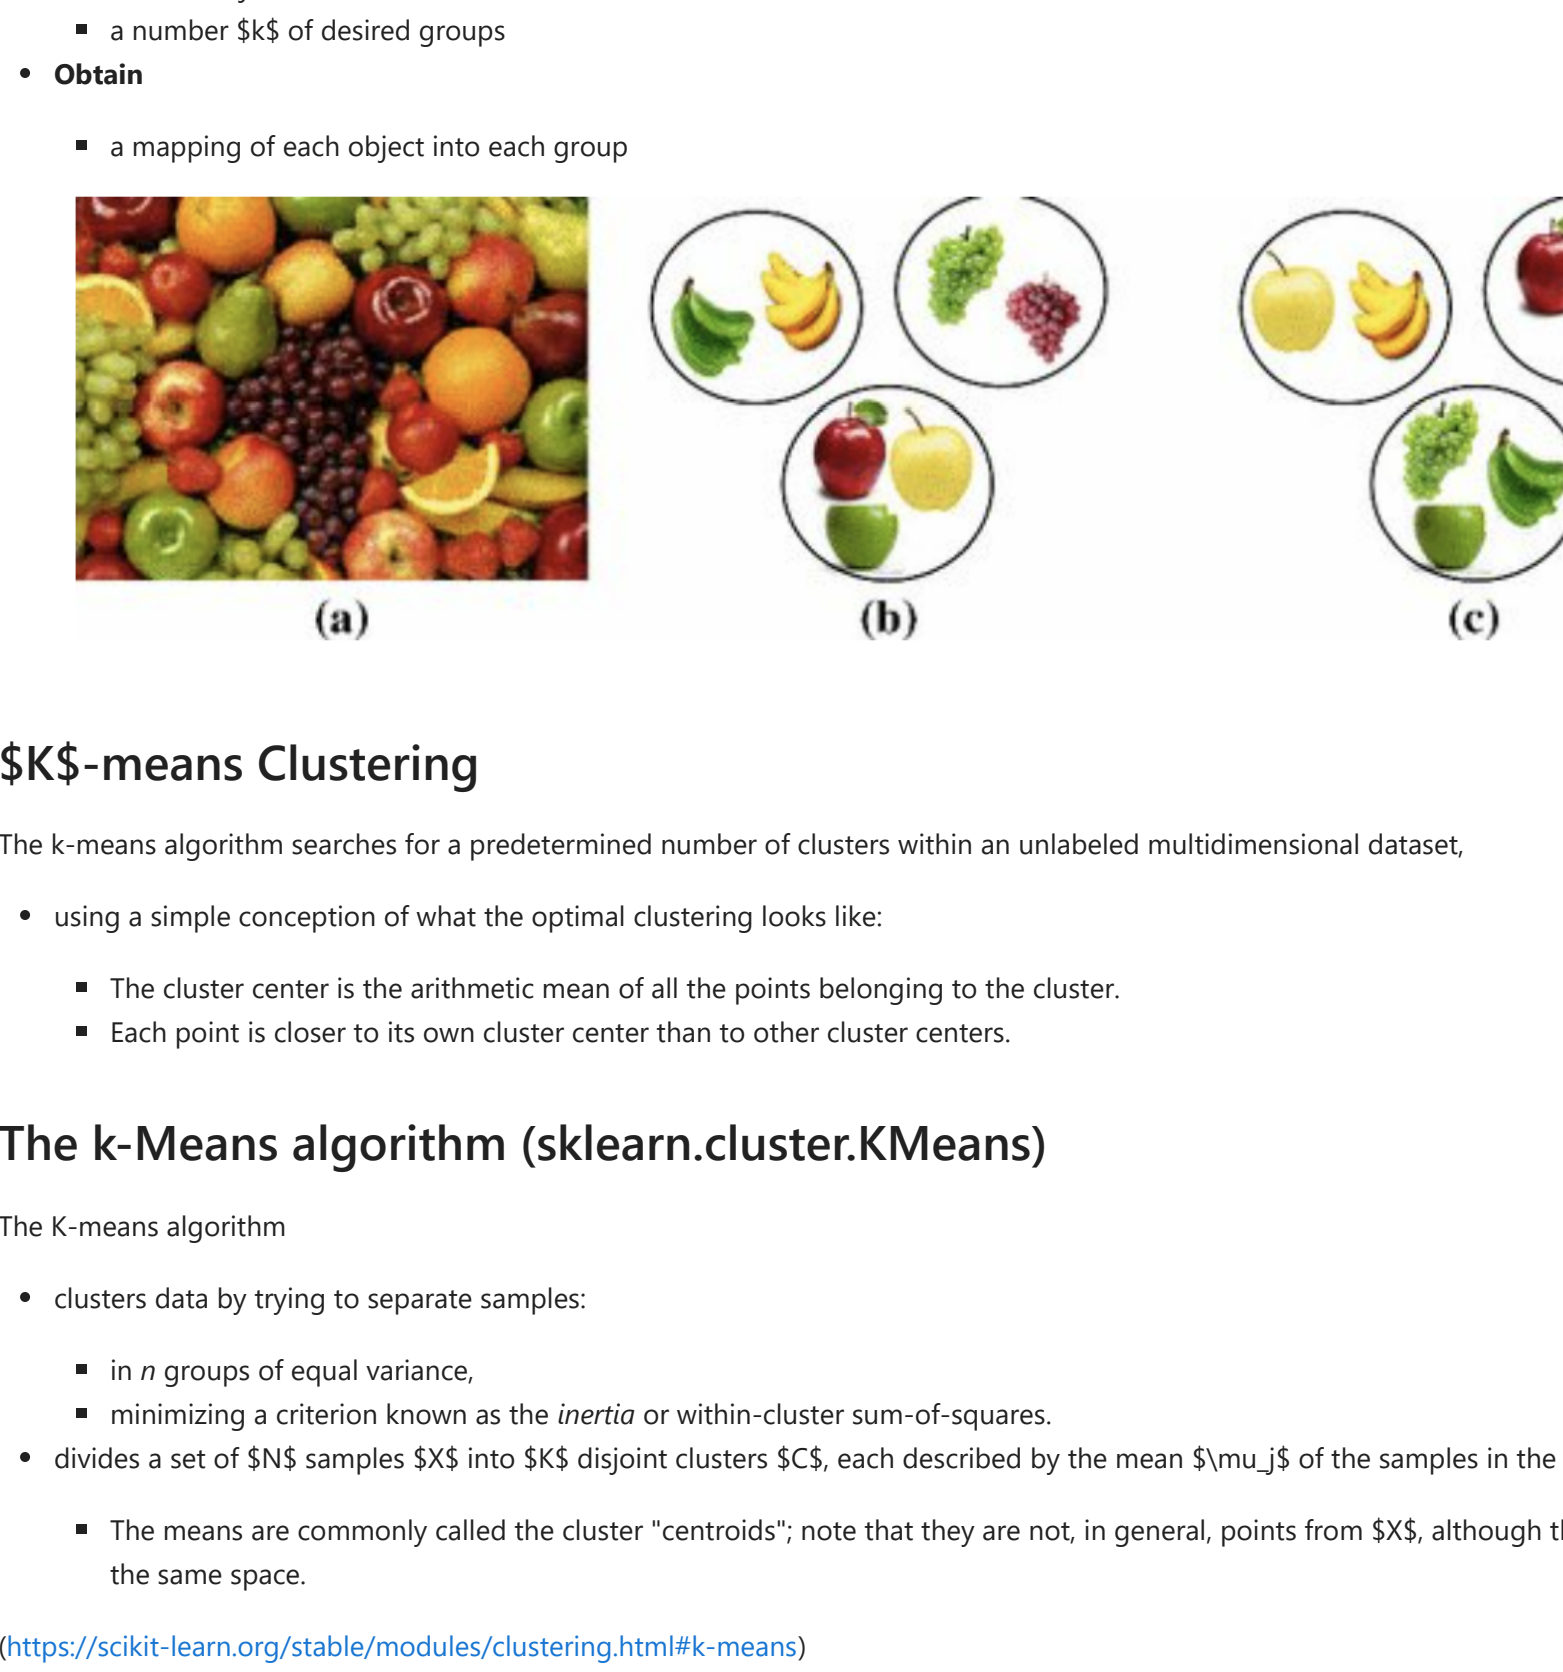 a number $k$ of desired groups
Obtain
a mapping of each object into each group
(a)
(b)
(c)
$K$-means Clustering
The k-means algorithm searches for a predetermined number of clusters within an unlabeled multidimensional dataset,
using a simple conception of what the optimal clustering looks like:
The cluster center is the arithmetic mean of all the points belonging to the cluster.
Each point is closer to its own cluster center than to other cluster centers.
The k-Means algorithm (sklearn.cluster.KMeans)
The K-means algorithm
clusters data by trying to separate samples:
in n groups of equal variance,
minimizing a criterion known as the inertia or within-cluster sum-of-squares.
divides a set of $N$ samples $X$ into $K$ disjoint clusters $C$, each described by the mean $\mu_j$ of the samples in the
The means are commonly called the cluster "centroids"; note that they are not, in general, points from $X$, although
the same space.
(https://scikit-learn.org/stable/modules/clustering.html#k-means)